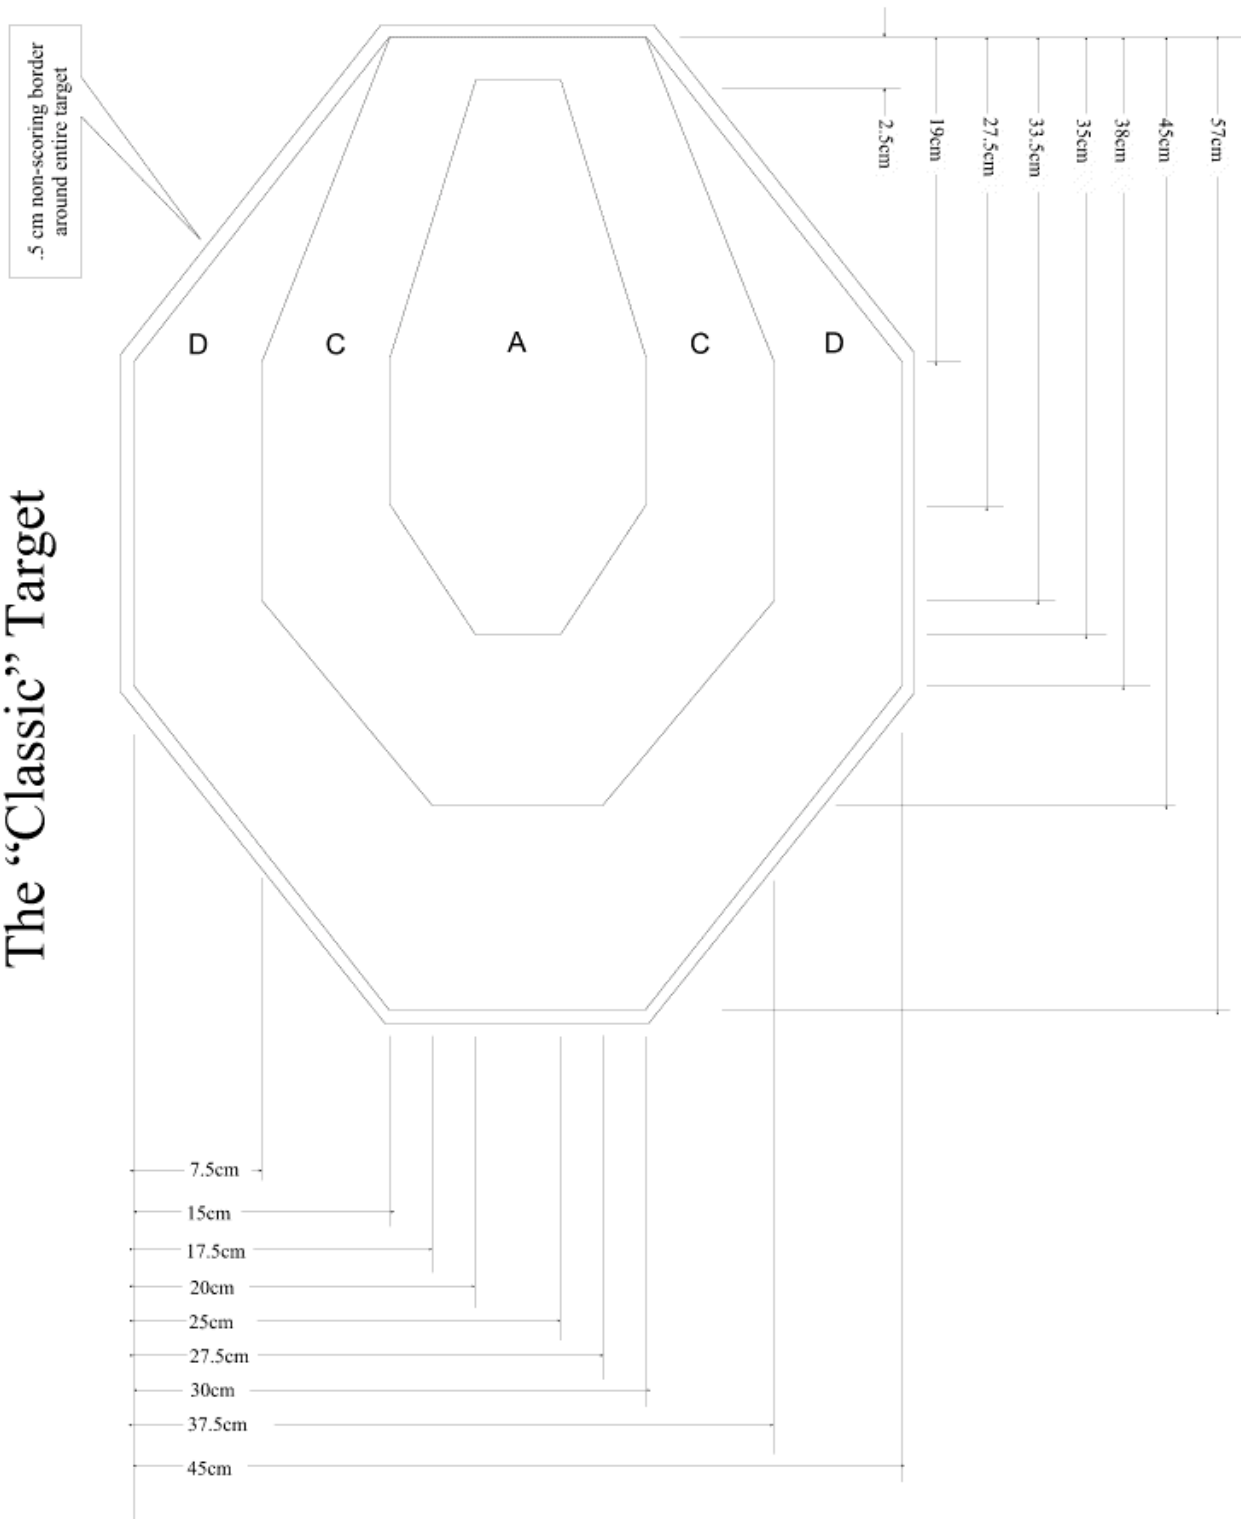 .5 cm non-scoring border
around entire target
The “Classic” Target
D
C
A
C
D
2.5cm
19cm
27.5cm
33.5cm
35cm
38cm
45cm
57cm
7.5cm
15cm
17.5cm
20cm
25cm
27.5cm
30cm
37.5cm
45cm